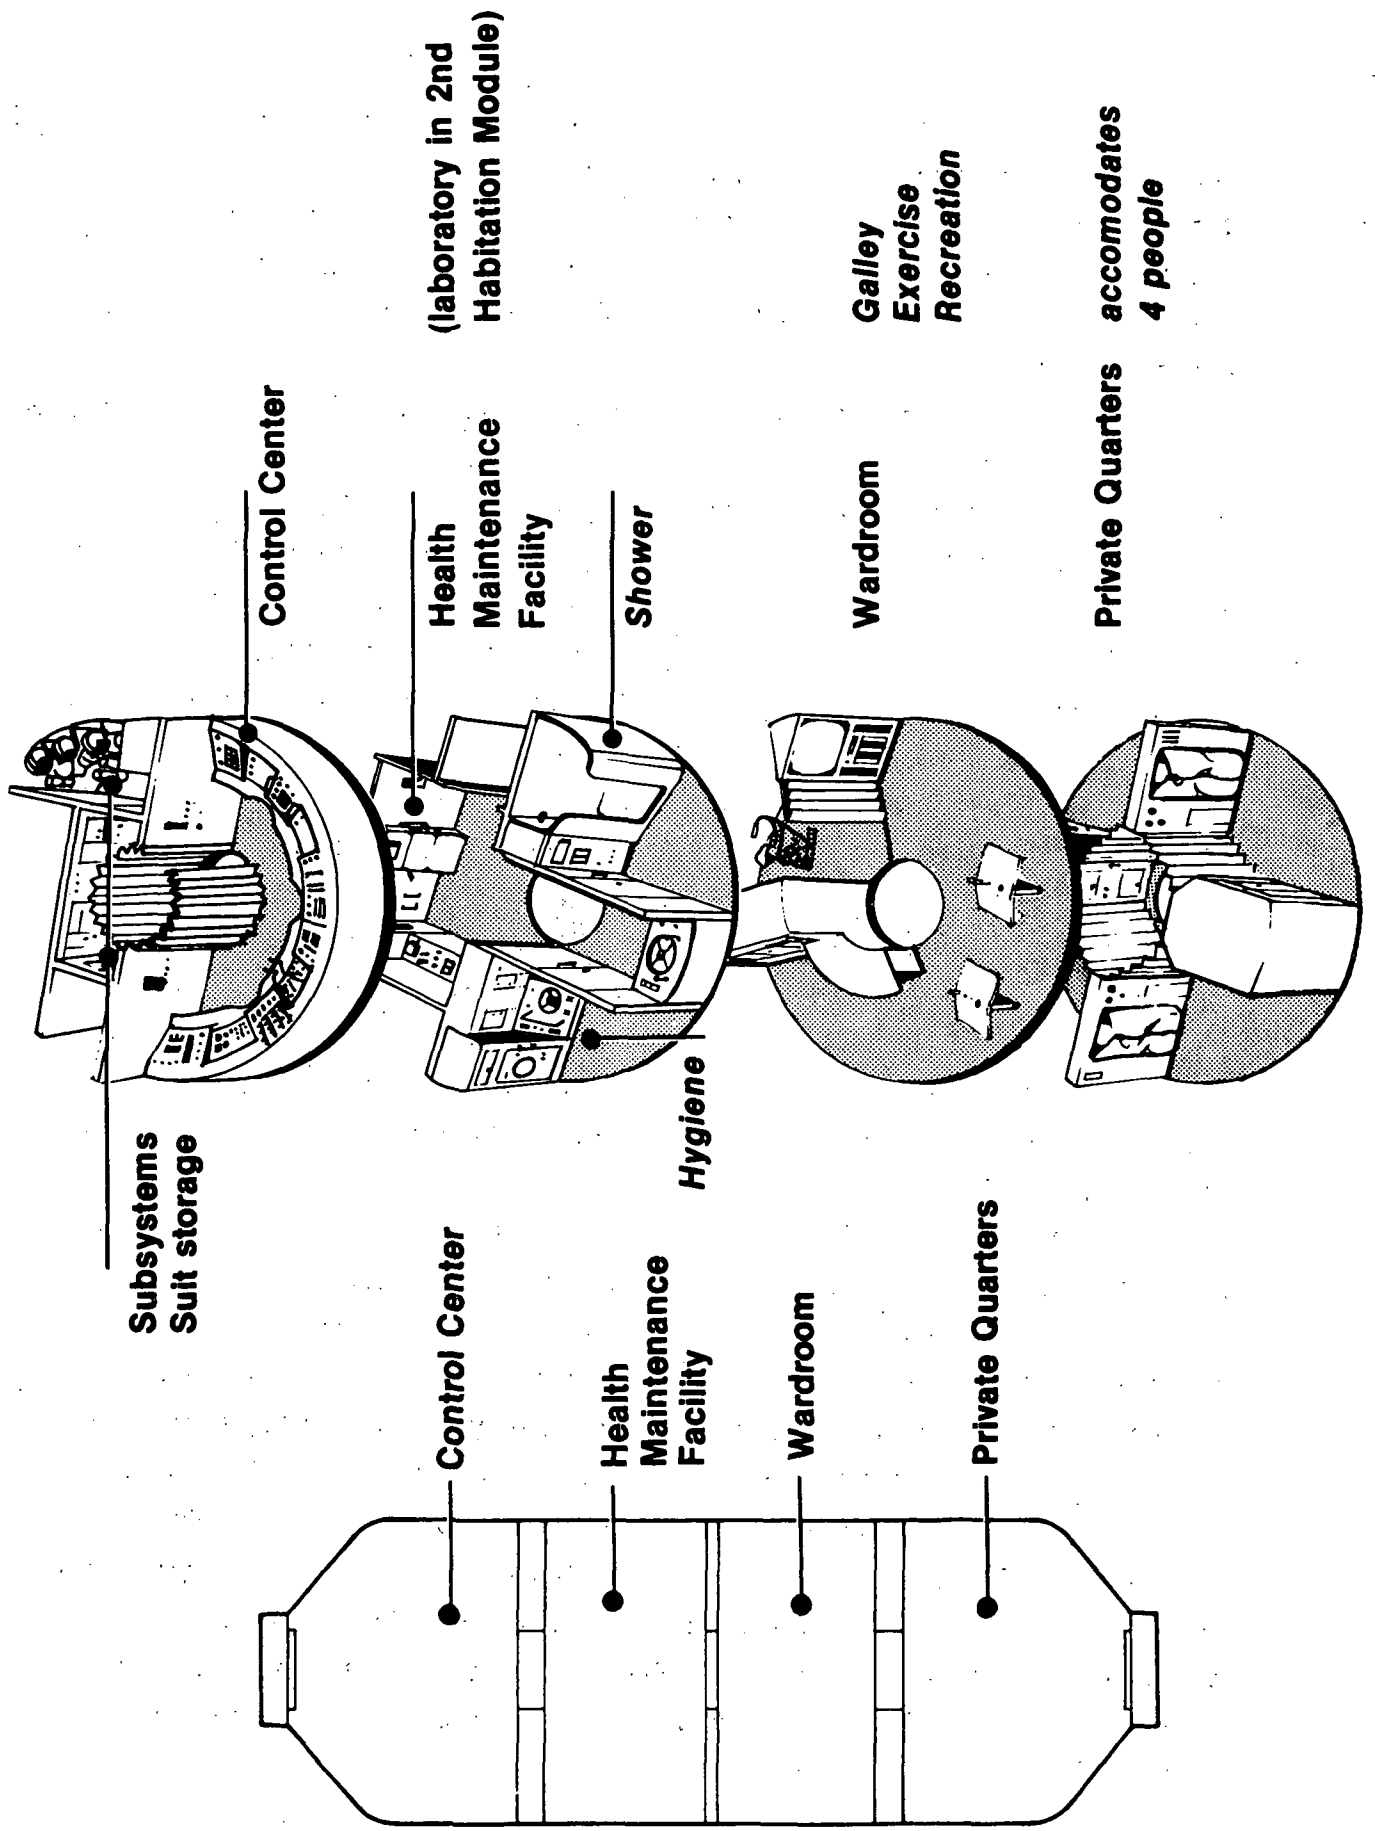 Subsystems
Suit storage
Control Center
Health
Maintenance
Facility
(laboratory in 2nd
Habitation Module)
Shower
Hygiene
Wardroom
Galley
Exercise
Recreation
Private Quarters
accomodates
4 people
Control Center
Health
Maintenance
Facility
Wardroom
Private Quarters